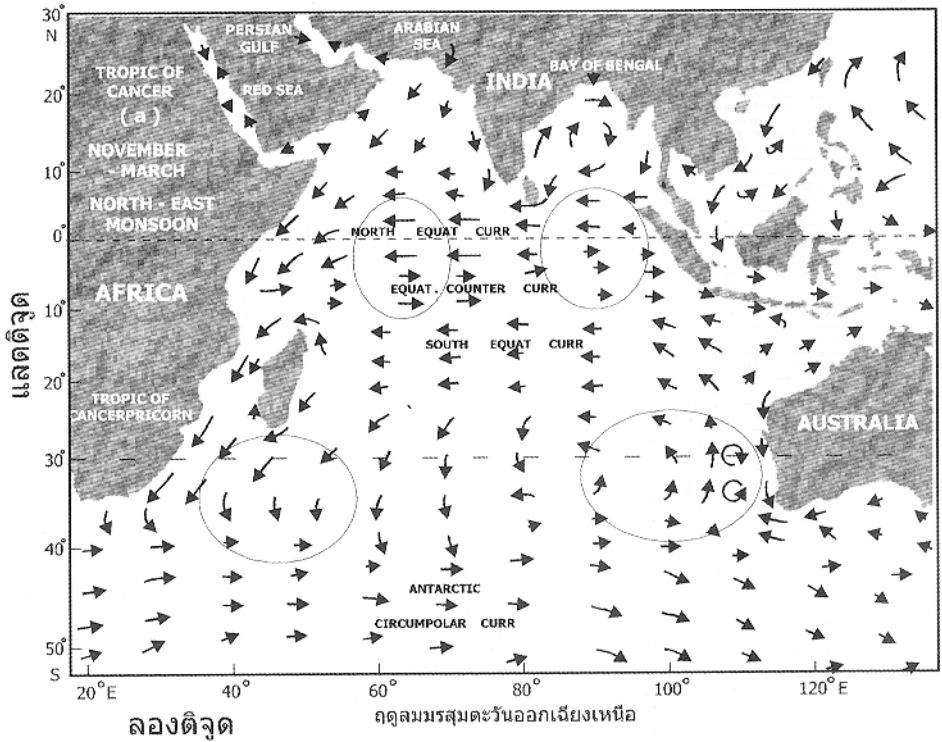 30°
N
PERSIAN
GULF
ARABIAN
SEA
TROPIC OF
CANCER
( a )
RED SEA
INDIA
BAY OF BENGAL
20°
NOVEMBER
- MARCH
10°
NORTH - EAST
MONSOON
NORTH EQUAT CURR
0°
AFRICA
EQUAT. COUNTER CURR
10°
SOUTH EQUAT CURR
แลตติจูด
20°
TROPIC OF
CANCERPRICORN
AUSTRALIA
30°
40°
ANTARCTIC
CIRCUMPOLAR CURR
50°
S
20°E 40° 60° 80° 100° 120°E
ลองติจูด
ฤดูลมมรสุมตะวันออกเฉียงเหนือ